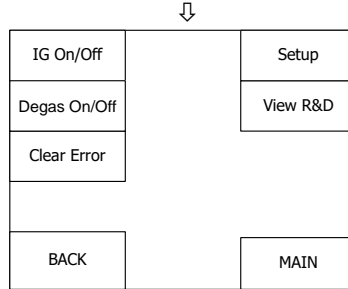 IG On/Off
Setup
Degas On/Off
View R&D
Clear Error
BACK
MAIN